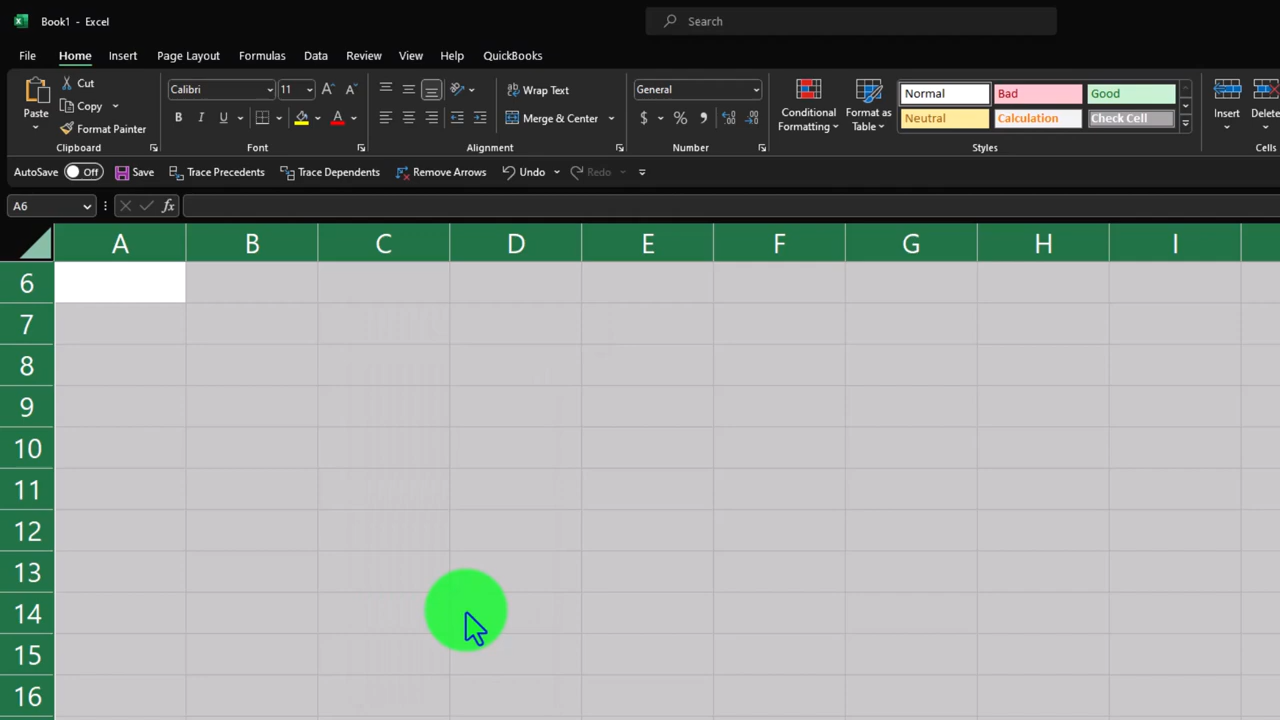 Book1 - Excel
Search
File Home Insert Page Layout Formulas Data Review View Help QuickBooks
Paste
Cut
Copy
Format Painter
Clipboard
Calibri 11
B I U
Font
Wrap Text
Merge & Center
Alignment
General
$ % ,
Number
Conditional Formatting
Format as Table
Normal Bad Good
Neutral Calculation Check Cell
Styles
Insert Delete
Cells
AutoSave Off Save Trace Precedents Trace Dependents Remove Arrows Undo Redo
A6 fx
A B C D E F G H I
6
7
8
9
10
11
12
13
14
15
16